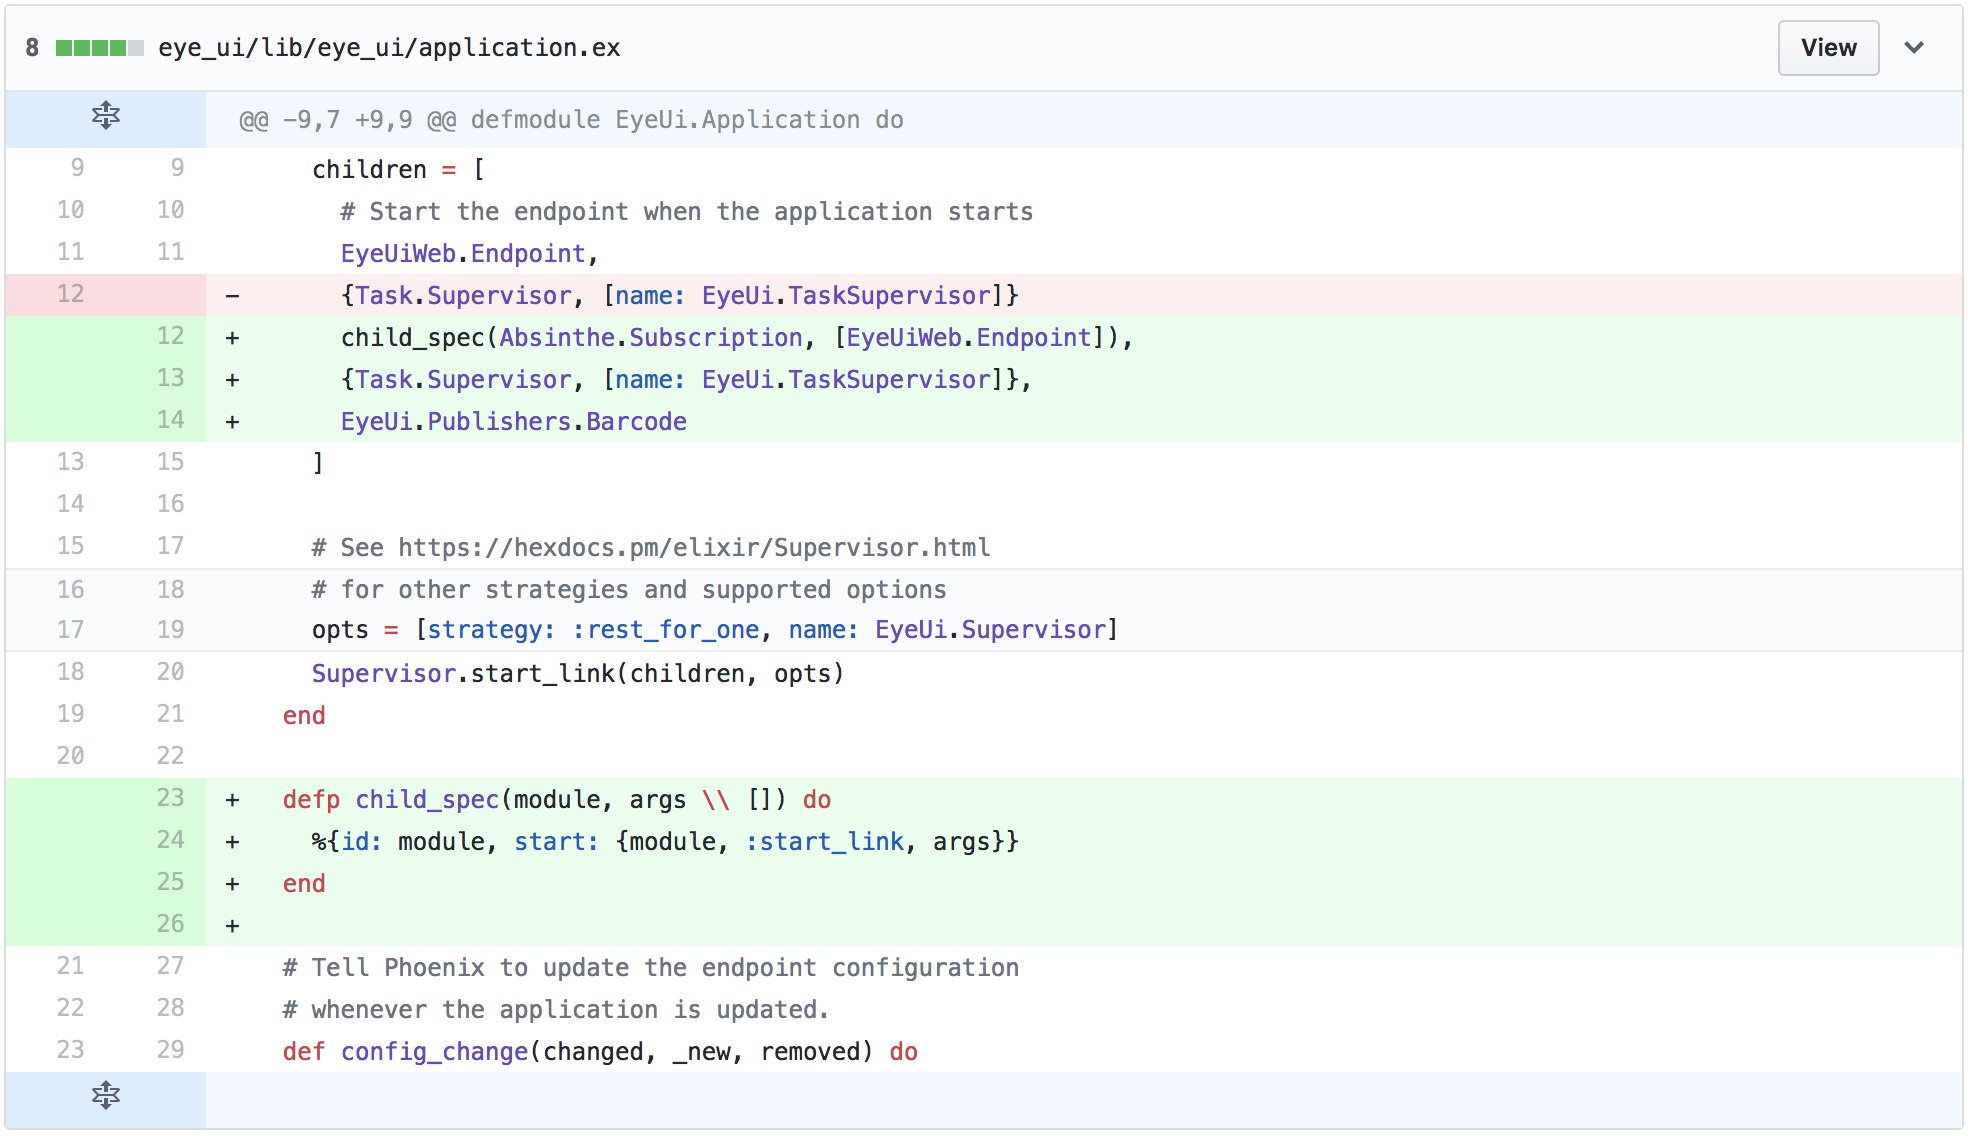 8 eye_ui/lib/eye_ui/application.ex View
@@ -9,7 +9,9 @@ defmodule EyeUi.Application do
9 9 children = [
10 10 # Start the endpoint when the application starts
11 11 EyeUiWeb.Endpoint,
12 - {Task.Supervisor, [name: EyeUi.TaskSupervisor]}
12 + child_spec(Absinthe.Subscription, [EyeUiWeb.Endpoint]),
13 + {Task.Supervisor, [name: EyeUi.TaskSupervisor]},
14 + EyeUi.Publishers.Barcode
13 15 ]
14 16
15 17 # See https://hexdocs.pm/elixir/Supervisor.html
16 18 # for other strategies and supported options
17 19 opts = [strategy: :rest_for_one, name: EyeUi.Supervisor]
18 20 Supervisor.start_link(children, opts)
19 21 end
20 22
23 + defp child_spec(module, args \\ []) do
24 + %{id: module, start: {module, :start_link, args}}
25 + end
26 +
21 27 # Tell Phoenix to update the endpoint configuration
22 28 # whenever the application is updated.
23 29 def config_change(changed, _new, removed) do